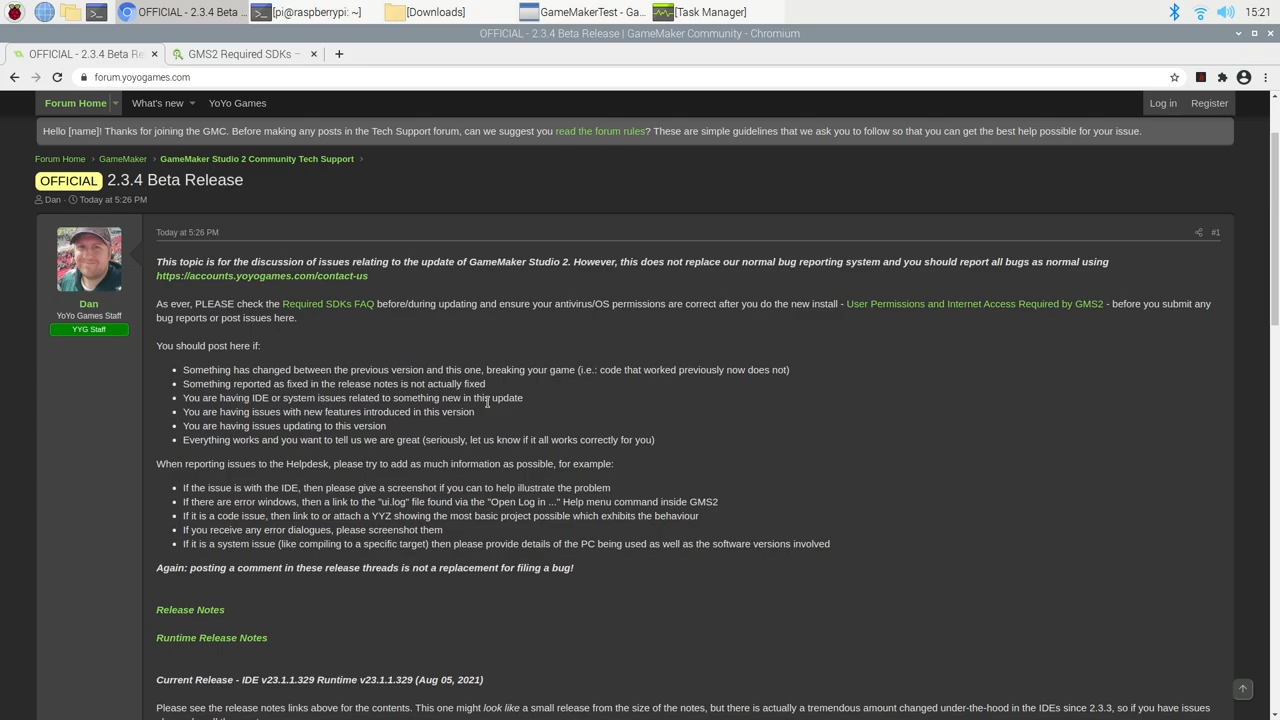 OFFICIAL - 2.3.4 Beta ...
[pi@raspberrypi: ~]
[Downloads]
GameMakerTest - Ga...
[Task Manager]
15:21
OFFICIAL - 2.3.4 Beta Release | GameMaker Community - Chromium
OFFICIAL - 2.3.4 Beta Re
GMS2 Required SDKs –
forum.yoyogames.com
Forum Home
What's new
YoYo Games
Log in
Register
Hello [name]! Thanks for joining the GMC. Before making any posts in the Tech Support forum, can we suggest you read the forum rules? These are simple guidelines that we ask you to follow so that you can get the best help possible for your issue.
Forum Home > GameMaker > GameMaker Studio 2 Community Tech Support >
OFFICIAL 2.3.4 Beta Release
Dan · Today at 5:26 PM
Today at 5:26 PM
#1
This topic is for the discussion of issues relating to the update of GameMaker Studio 2. However, this does not replace our normal bug reporting system and you should report all bugs as normal using
https://accounts.yoyogames.com/contact-us
Dan
YoYo Games Staff
YYG Staff
As ever, PLEASE check the Required SDKs FAQ before/during updating and ensure your antivirus/OS permissions are correct after you do the new install - User Permissions and Internet Access Required by GMS2 - before you submit any
bug reports or post issues here.
You should post here if:
• Something has changed between the previous version and this one, breaking your game (i.e.: code that worked previously now does not)
• Something reported as fixed in the release notes is not actually fixed
• You are having IDE or system issues related to something new in this update
• You are having issues with new features introduced in this version
• You are having issues updating to this version
• Everything works and you want to tell us we are great (seriously, let us know if it all works correctly for you)
When reporting issues to the Helpdesk, please try to add as much information as possible, for example:
• If the issue is with the IDE, then please give a screenshot if you can to help illustrate the problem
• If there are error windows, then a link to the "ui.log" file found via the "Open Log in ..." Help menu command inside GMS2
• If it is a code issue, then link to or attach a YYZ showing the most basic project possible which exhibits the behaviour
• If you receive any error dialogues, please screenshot them
• If it is a system issue (like compiling to a specific target) then please provide details of the PC being used as well as the software versions involved
Again: posting a comment in these release threads is not a replacement for filing a bug!
Release Notes
Runtime Release Notes
Current Release - IDE v23.1.1.329 Runtime v23.1.1.329 (Aug 05, 2021)
Please see the release notes links above for the contents. This one might look like a small release from the size of the notes, but there is actually a tremendous amount changed under-the-hood in the IDEs since 2.3.3, so if you have issues